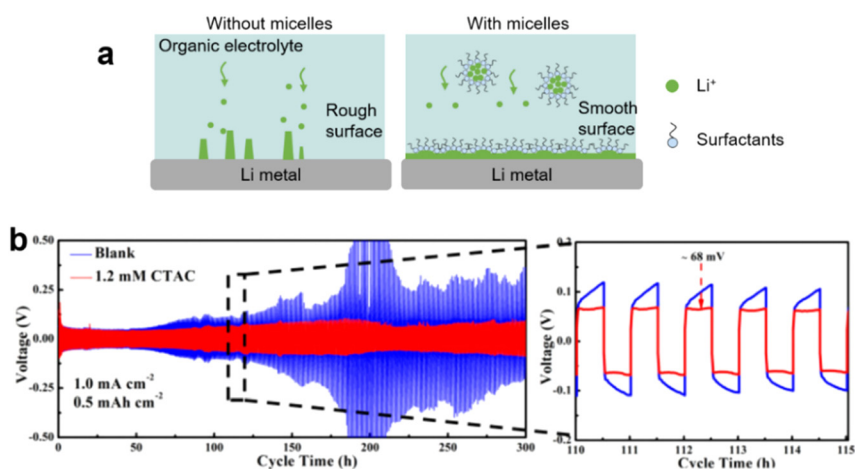 a
Without micelles
With micelles
Organic electrolyte
Rough
surface
Li metal
Smooth
surface
Li metal
Li⁺
Surfactants
b
Voltage (V)
0.50
0.25
0.00
-0.25
-0.50
Blank
1.2 mM CTAC
1.0 mA cm⁻²
0.5 mAh cm⁻²
0 50 100 150 200 250 300
Cycle Time (h)
Voltage (V)
0.2
0.1
0.0
-0.1
-0.2
~ 68 mV
110 111 112 113 114 115
Cycle Time (h)